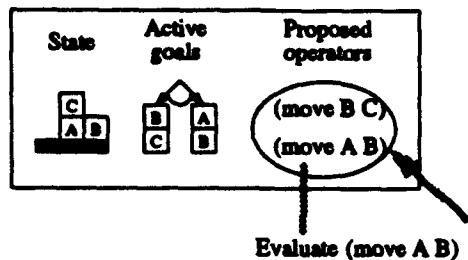 State
Active
goals
Proposed
operators
C
A B
B
C
A
B
(move B C)
(move A B)
Evaluate (move A B)